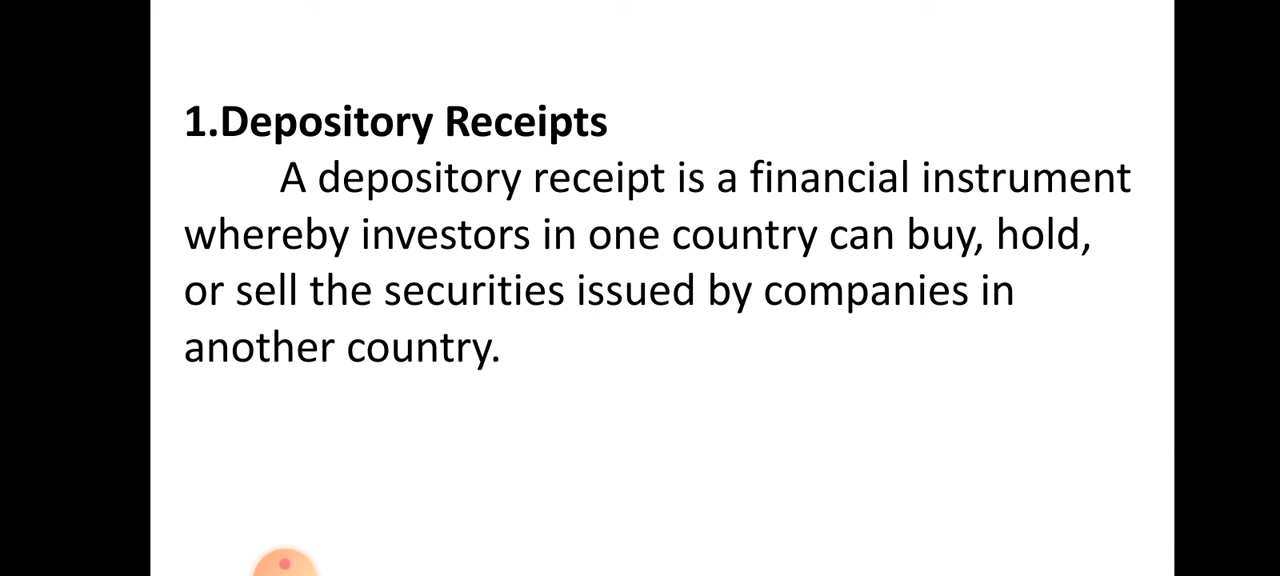 1.Depository Receipts
A depository receipt is a financial instrument
whereby investors in one country can buy, hold,
or sell the securities issued by companies in
another country.